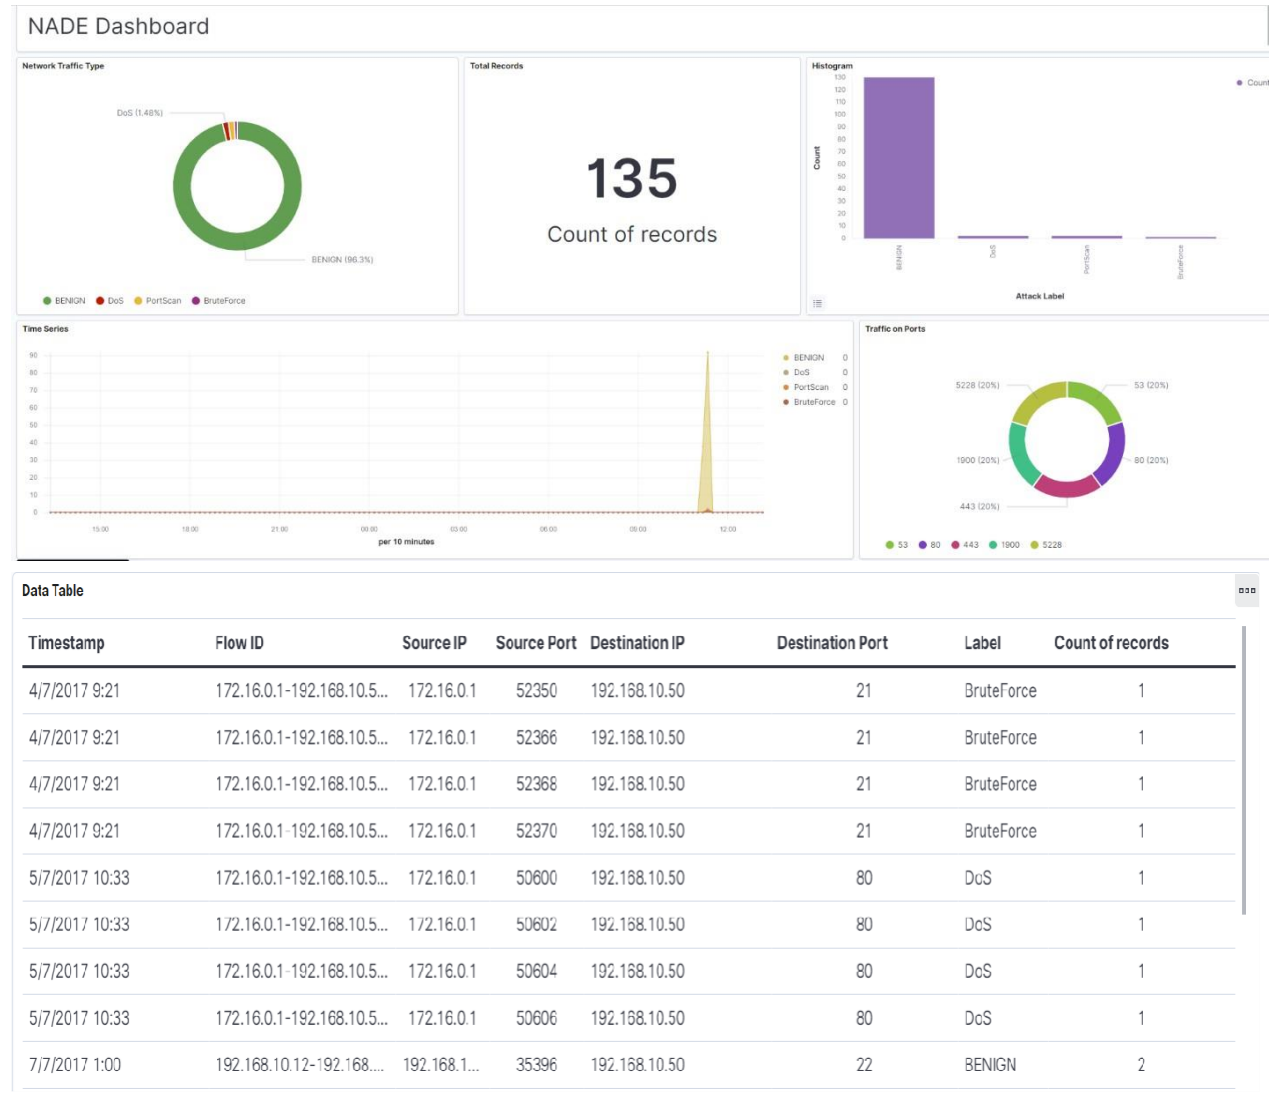 NADE Dashboard
Network Traffic Type
DoS (1.48%)
BENIGN (96.3%)
BENIGN DoS PortScan BruteForce
Total Records
135
Count of records
Histogram
130
120
110
100
90
80
70
60
50
40
30
20
10
0
Count
BENIGN
DoS
PortScan
BruteForce
Attack Label
Count
Time Series
90
80
70
60
50
40
30
20
10
0
15:00 18:00 21:00 00:00 03:00 06:00 09:00 12:00
per 10 minutes
BENIGN 0
DoS 0
PortScan 0
BruteForce 0
Traffic on Ports
5228 (20%) 53 (20%)
1900 (20%) 80 (20%)
443 (20%)
53 80 443 1900 5228
Data Table
Timestamp Flow ID Source IP Source Port Destination IP Destination Port Label Count of records
4/7/2017 9:21 172.16.0.1-192.168.10.5... 172.16.0.1 52350 192.168.10.50 21 BruteForce 1
4/7/2017 9:21 172.16.0.1-192.168.10.5... 172.16.0.1 52366 192.168.10.50 21 BruteForce 1
4/7/2017 9:21 172.16.0.1-192.168.10.5... 172.16.0.1 52368 192.168.10.50 21 BruteForce 1
4/7/2017 9:21 172.16.0.1-192.168.10.5... 172.16.0.1 52370 192.168.10.50 21 BruteForce 1
5/7/2017 10:33 172.16.0.1-192.168.10.5... 172.16.0.1 50600 192.168.10.50 80 DoS 1
5/7/2017 10:33 172.16.0.1-192.168.10.5... 172.16.0.1 50602 192.168.10.50 80 DoS 1
5/7/2017 10:33 172.16.0.1-192.168.10.5... 172.16.0.1 50604 192.168.10.50 80 DoS 1
5/7/2017 10:33 172.16.0.1-192.168.10.5... 172.16.0.1 50606 192.168.10.50 80 DoS 1
7/7/2017 1:00 192.168.10.12-192.168.... 192.168.1... 35396 192.168.10.50 22 BENIGN 2